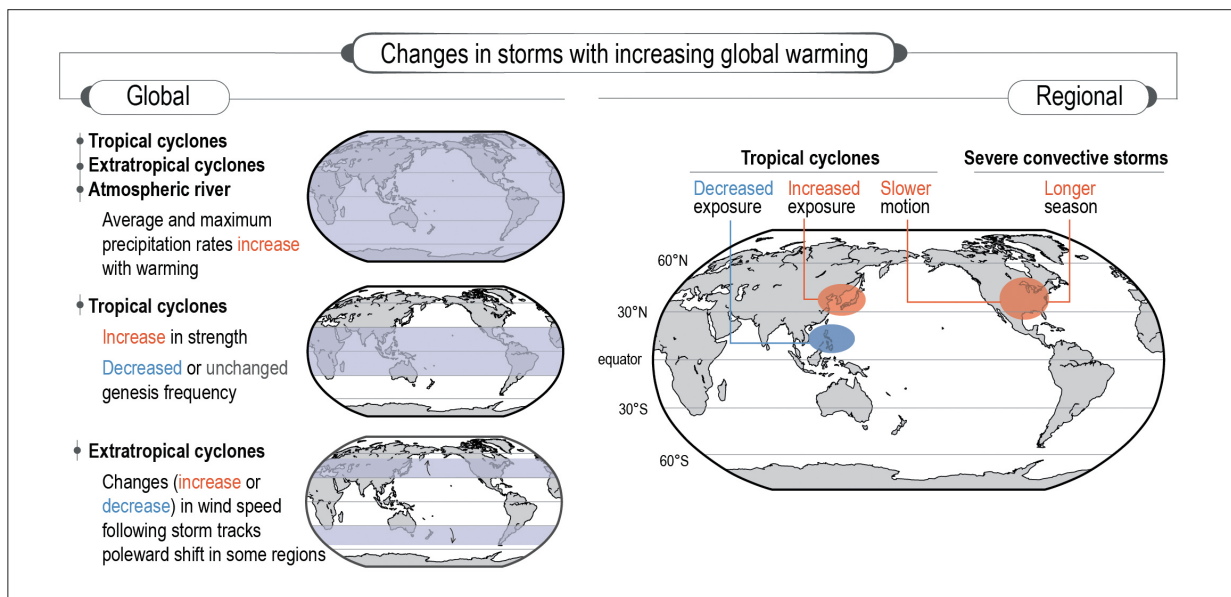 Changes in storms with increasing global warming
Global
Tropical cyclones
Extratropical cyclones
Atmospheric river
Average and maximum
precipitation rates increase
with warming
Tropical cyclones
Increase in strength
Decreased or unchanged
genesis frequency
Extratropical cyclones
Changes (increase or
decrease) in wind speed
following storm tracks
poleward shift in some regions
Regional
Tropical cyclones
Severe convective storms
Decreased
exposure
Increased
exposure
Slower
motion
Longer
season
60°N
30°N
equator
30°S
60°S